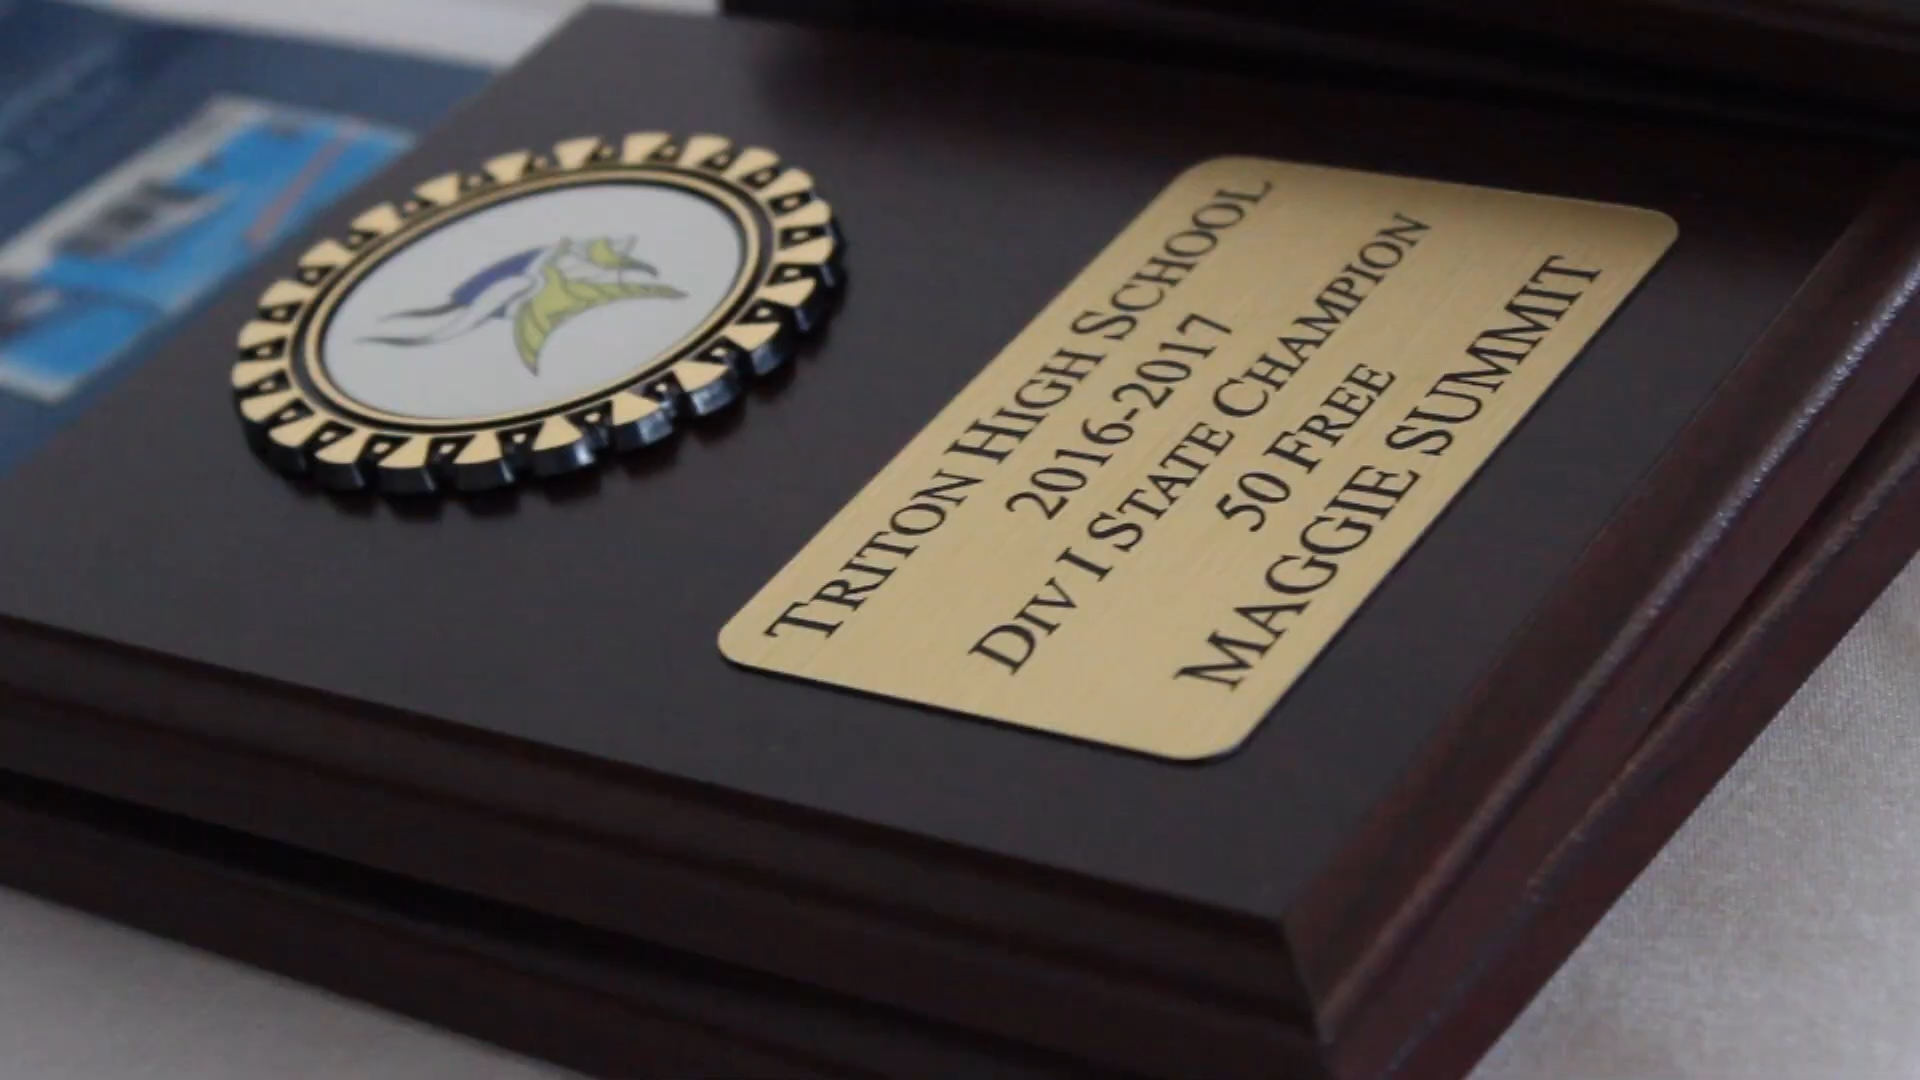 TRITON HIGH SCHOOL
2016-2017
DIV I STATE CHAMPION
50 FREE
MAGGIE SUMMIT